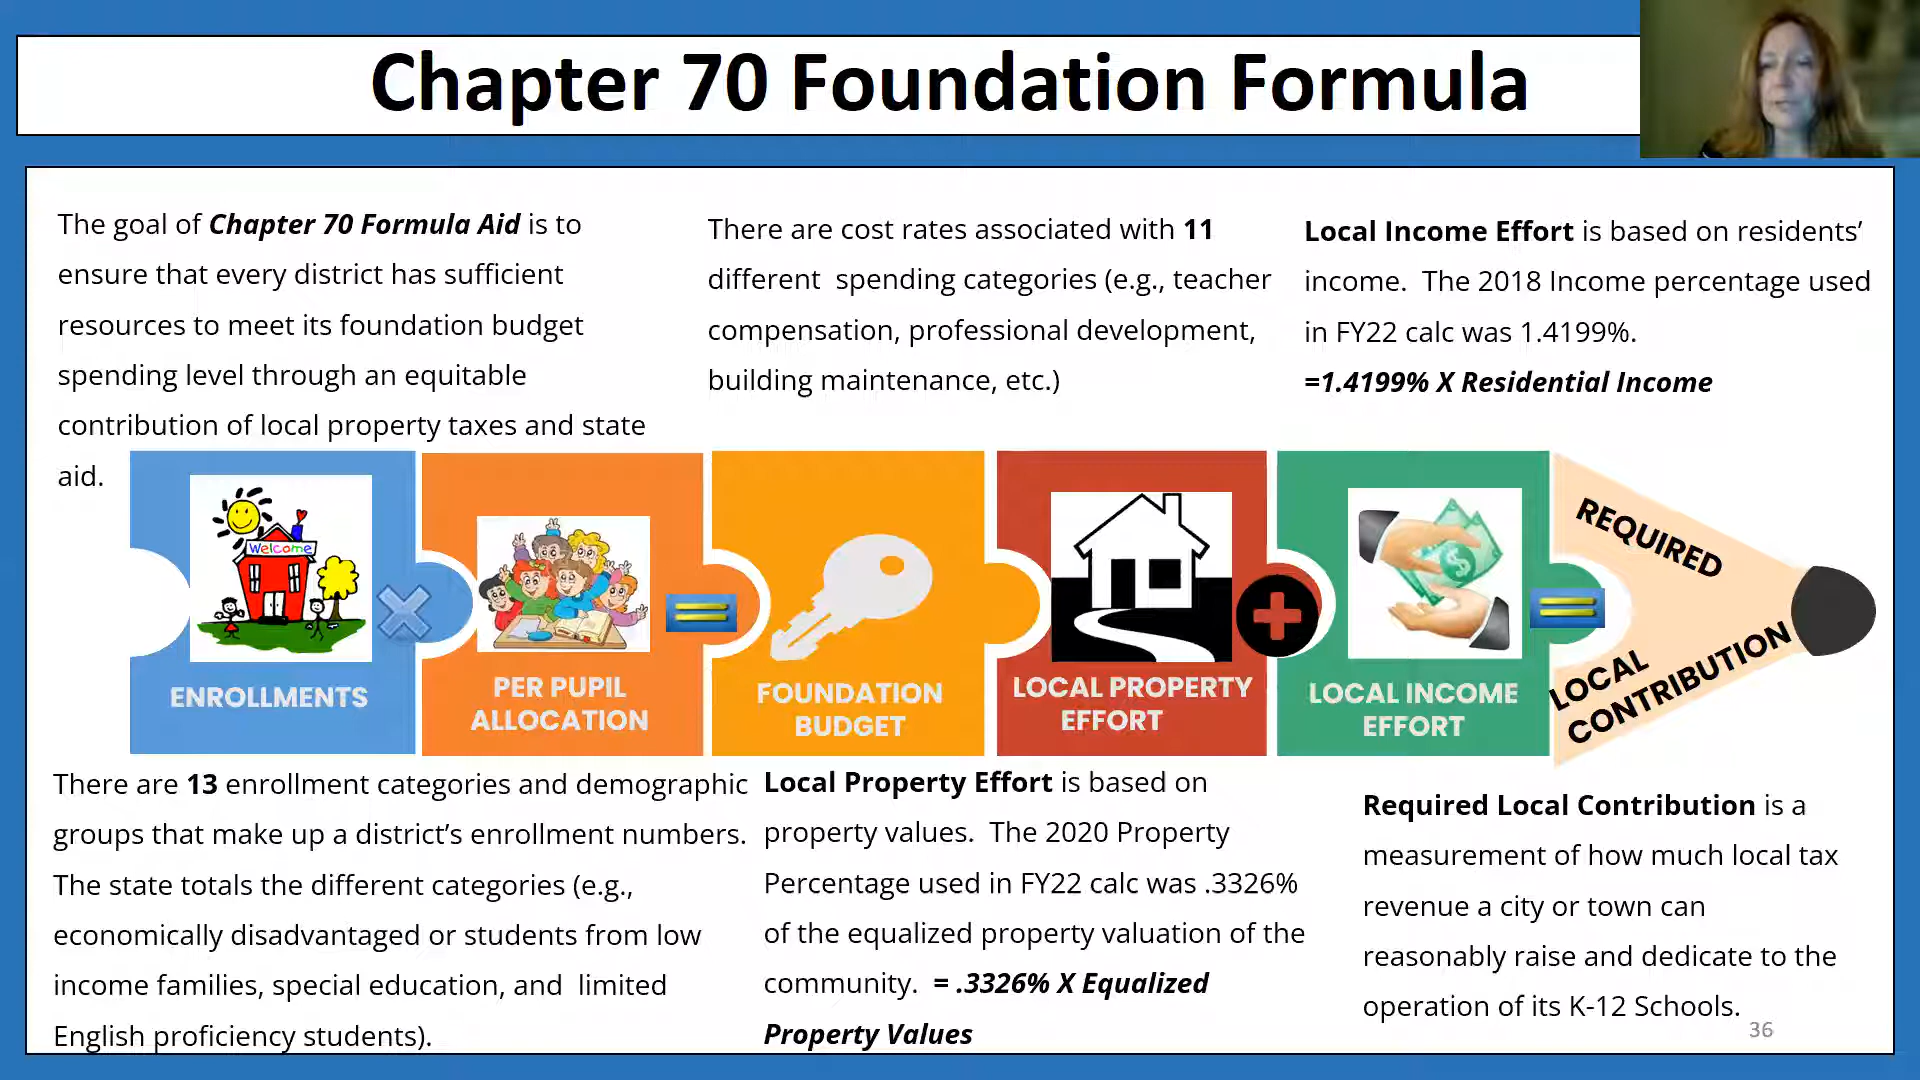 Chapter 70 Foundation Formula
The goal of Chapter 70 Formula Aid is to
ensure that every district has sufficient
resources to meet its foundation budget
spending level through an equitable
contribution of local property taxes and state
aid.
There are cost rates associated with 11
different  spending categories (e.g., teacher
compensation, professional development,
building maintenance, etc.)
Local Income Effort is based on residents’
income.  The 2018 Income percentage used
in FY22 calc was 1.4199%.
=1.4199% X Residential Income
Welcome
ENROLLMENTS
PER PUPIL
ALLOCATION
=
FOUNDATION
BUDGET
LOCAL PROPERTY
EFFORT
+
LOCAL INCOME
EFFORT
=
REQUIRED
LOCAL
CONTRIBUTION
There are 13 enrollment categories and demographic
groups that make up a district’s enrollment numbers.
The state totals the different categories (e.g.,
economically disadvantaged or students from low
income families, special education, and  limited
English proficiency students).
Local Property Effort is based on
property values.  The 2020 Property
Percentage used in FY22 calc was .3326%
of the equalized property valuation of the
community.  = .3326% X Equalized
Property Values
Required Local Contribution is a
measurement of how much local tax
revenue a city or town can
reasonably raise and dedicate to the
operation of its K-12 Schools.
36